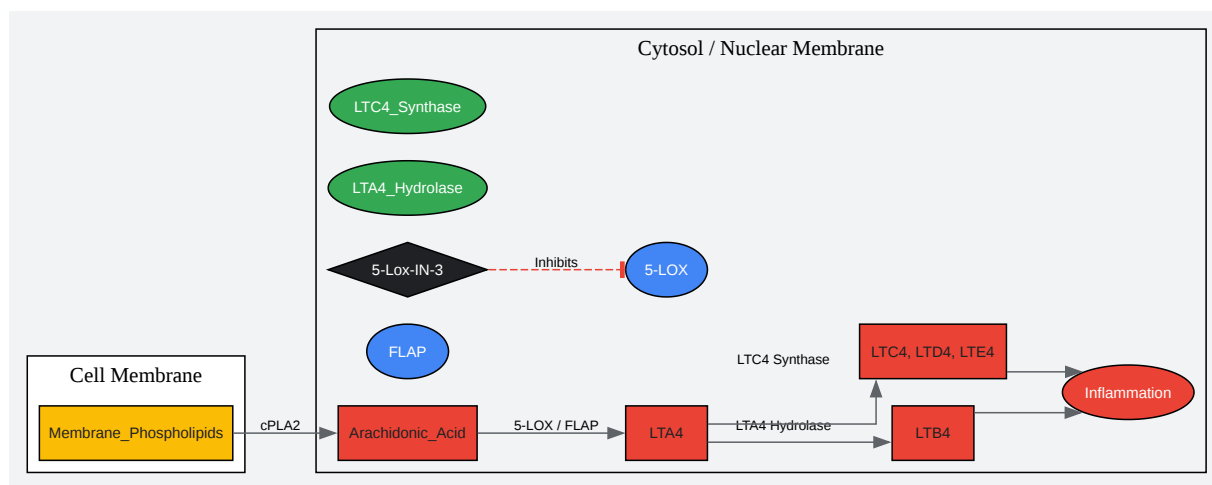 Cytosol / Nuclear Membrane
LTC4_Synthase
LTA4_Hydrolase
5-Lox-IN-3
Inhibits
5-LOX
FLAP
LTC4 Synthase
LTC4, LTD4, LTE4
Cell Membrane
Inflammation
Membrane_Phospholipids
cPLA2
Arachidonic_Acid
5-LOX / FLAP
LTA4
LTA4 Hydrolase
LTB4